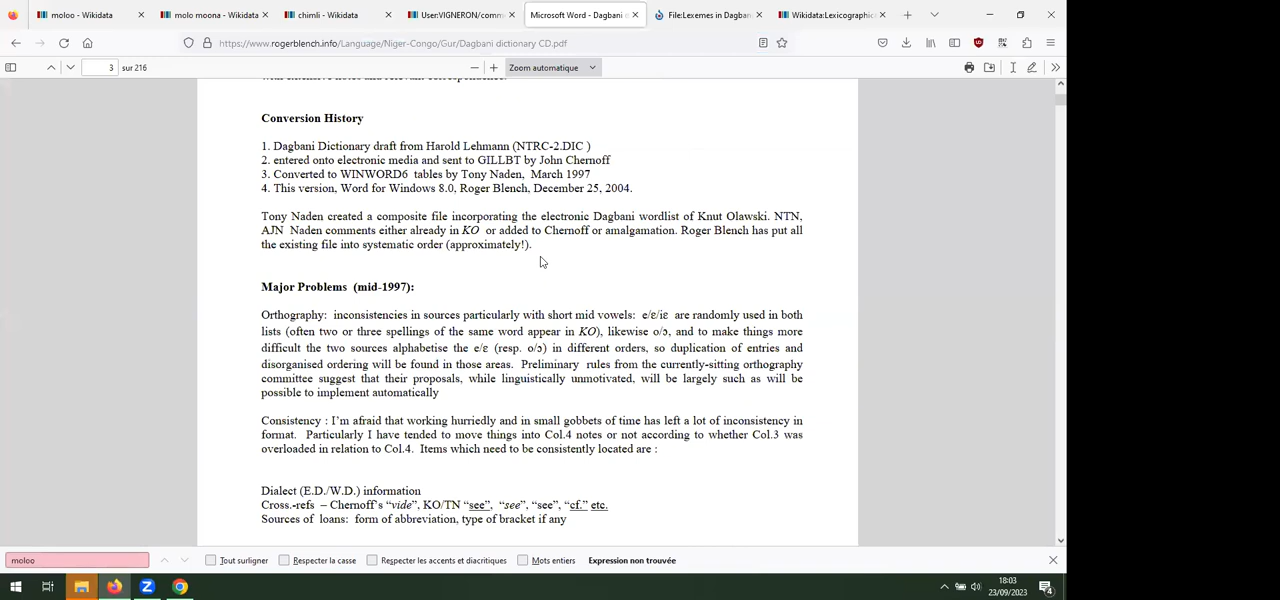 moloo - Wikidata
molo moona - Wikidata
chimli - Wikidata
User:VIGNERON/comm
Microsoft Word - Dagbani
File:Lexemes in Dagban
Wikidata:Lexicographic
https://www.rogerblench.info/Language/Niger-Congo/Gur/Dagbani dictionary CD.pdf
3 sur 216
Zoom automatique
with extensive notes and relevant correspondence.
Conversion History
1. Dagbani Dictionary draft from Harold Lehmann (NTRC-2.DIC )
2. entered onto electronic media and sent to GILLBT by John Chernoff
3. Converted to WINWORD6 tables by Tony Naden, March 1997
4. This version, Word for Windows 8.0, Roger Blench, December 25, 2004.
Tony Naden created a composite file incorporating the electronic Dagbani wordlist of Knut Olawski. NTN,
AJN Naden comments either already in KO or added to Chernoff or amalgamation. Roger Blench has put all
the existing file into systematic order (approximately!).
Major Problems (mid-1997):
Orthography: inconsistencies in sources particularly with short mid vowels: e/ɛ/iɛ are randomly used in both
lists (often two or three spellings of the same word appear in KO), likewise o/ɔ, and to make things more
difficult the two sources alphabetise the e/ɛ (resp. o/ɔ) in different orders, so duplication of entries and
disorganised ordering will be found in those areas. Preliminary rules from the currently-sitting orthography
committee suggest that their proposals, while linguistically unmotivated, will be largely such as will be
possible to implement automatically
Consistency : I'm afraid that working hurriedly and in small gobbets of time has left a lot of inconsistency in
format. Particularly I have tended to move things into Col.4 notes or not according to whether Col.3 was
overloaded in relation to Col.4. Items which need to be consistently located are :
Dialect (E.D./W.D.) information
Cross.-refs – Chernoff's "vide", KO/TN "see", "see", "see", "cf." etc.
Sources of loans: form of abbreviation, type of bracket if any
moloo
Tout surligner
Respecter la casse
Respecter les accents et diacritiques
Mots entiers
Expression non trouvée
18:03
23/09/2023
4